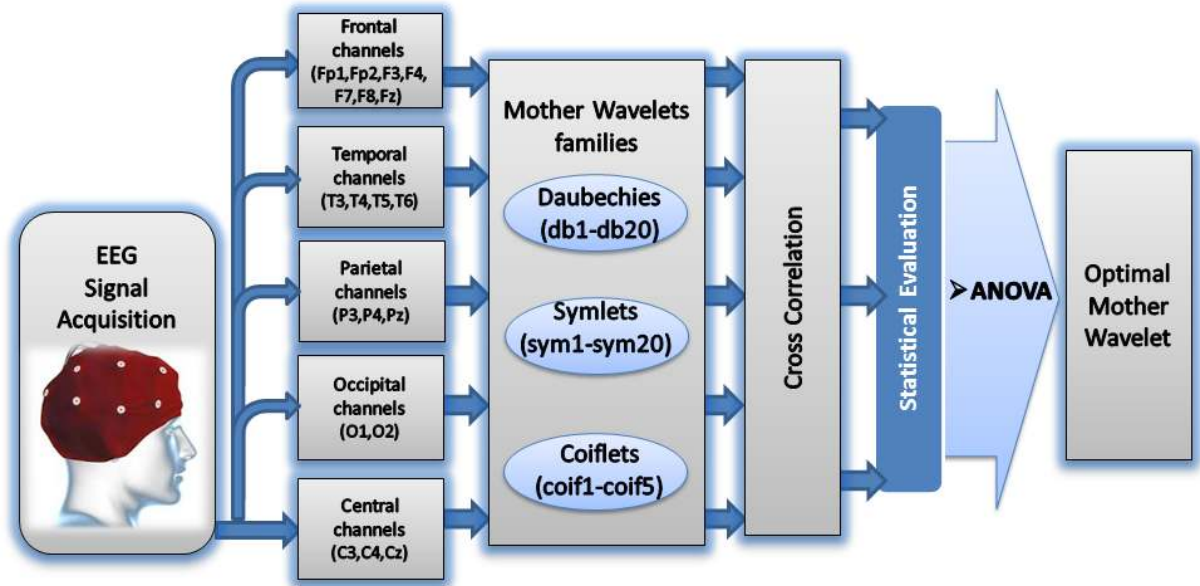 EEG
Signal
Acquisition
Frontal
channels
(Fp1,Fp2,F3,F4,
F7,F8,Fz)
Temporal
channels
(T3,T4,T5,T6)
Parietal
channels
(P3,P4,Pz)
Occipital
channels
(O1,O2)
Central
channels
(C3,C4,Cz)
Mother Wavelets
families
Daubechies
(db1-db20)
Symlets
(sym1-sym20)
Coiflets
(coif1-coif5)
Cross Correlation
Statistical Evaluation
➢ANOVA
Optimal
Mother
Wavelet